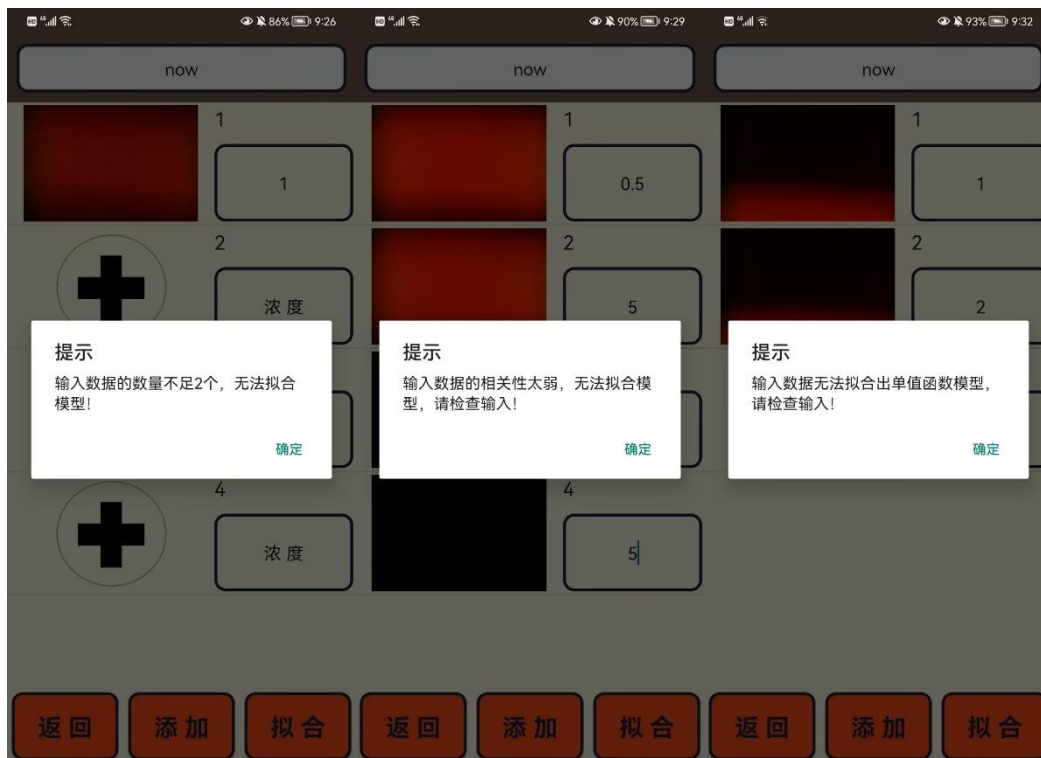 86% 9:26
now
1
1
2
浓度
提示
输入数据的数量不足2个，无法拟合
模型！
确定
4
浓度
返回 添加 拟合
90% 9:29
now
1
0.5
2
5
提示
输入数据的相关性太弱，无法拟合模
型，请检查输入！
确定
4
5
返回 添加 拟合
93% 9:32
now
1
1
2
2
提示
输入数据无法拟合出单值函数模型，
请检查输入！
确定
返回 添加 拟合